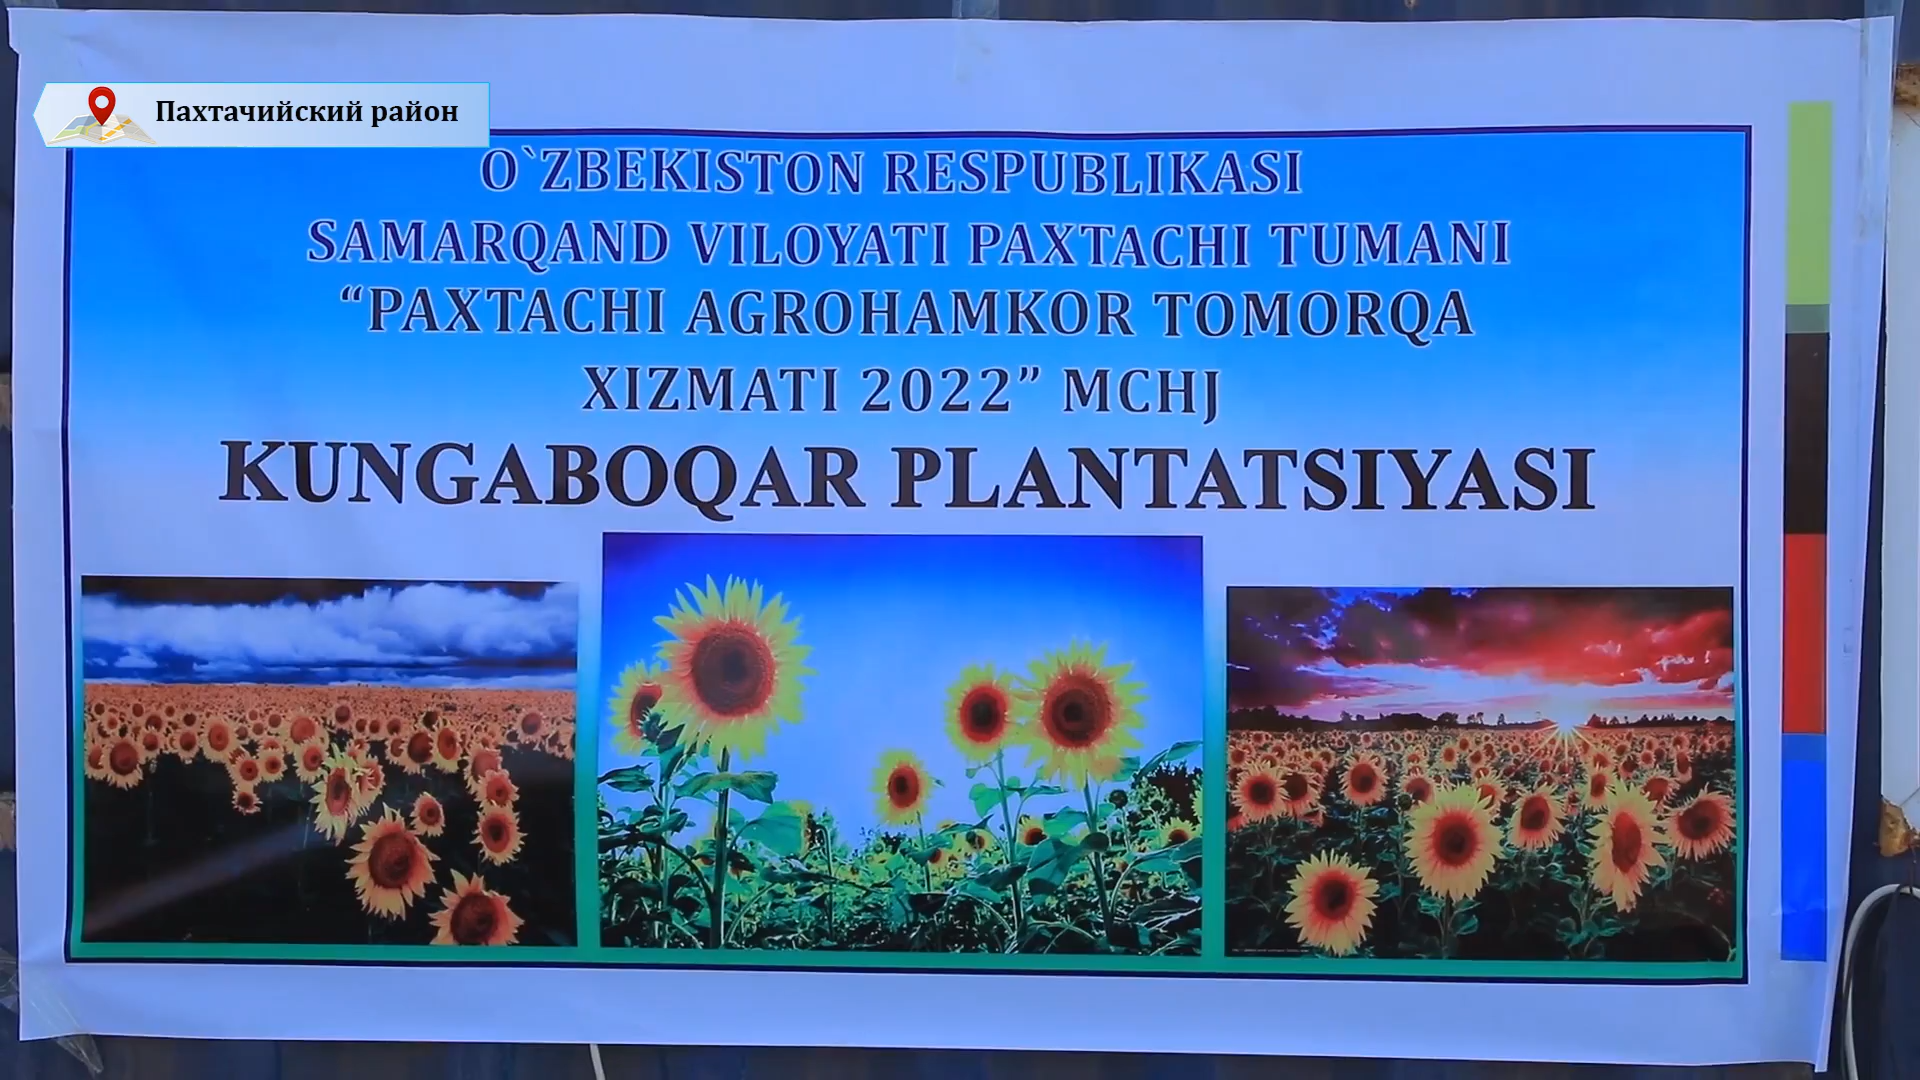 Пахтачийский район
O`ZBEKISTON RESPUBLIKASI
SAMARQAND VILOYATI PAXTACHI TUMANI
“PAXTACHI AGROHAMKOR TOMORQA
XIZMATI 2022” MCHJ
KUNGABOQAR PLANTATSIYASI